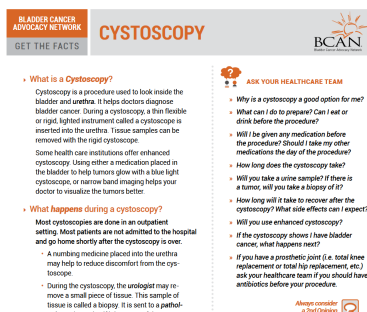 BLADDER CANCER
ADVOCACY NETWORK
GET THE FACTS
CYSTOSCOPY
BCAN
Bladder Cancer Advocacy Network
› What is a Cystoscopy?
Cystoscopy is a procedure used to look inside the
bladder and urethra. It helps doctors diagnose
bladder cancer. During a cystoscopy, a thin flexible
or rigid, lighted instrument called a cystoscope is
inserted into the urethra. Tissue samples can be
removed with the rigid cystoscope.
Some health care institutions offer enhanced
cystoscopy. Using either a medication placed in
the bladder to help tumors glow with a blue light
cystoscope, or narrow band imaging helps your
doctor to visualize the tumors better.
› What happens during a cystoscopy?
Most cystoscopies are done in an outpatient
setting. Most patients are not admitted to the hospital
and go home shortly after the cystoscopy is over.
• A numbing medicine placed into the urethra
may help to reduce discomfort from the cys-
toscope.
• During the cystoscopy, the urologist may re-
move a small piece of tissue. This sample of
tissue is called a biopsy. It is sent to a pathol-
ASK YOUR HEALTHCARE TEAM
» Why is a cystoscopy a good option for me?
» What can I do to prepare? Can I eat or
drink before the procedure?
» Will I be given any medication before
the procedure? Should I take my other
medications the day of the procedure?
» How long does the cystoscopy take?
» Will you take a urine sample? If there is
a tumor, will you take a biopsy of it?
» How long will it take to recover after the
cystoscopy? What side effects can I expect?
» Will you use enhanced cystoscopy?
» If the cystoscopy shows I have bladder
cancer, what happens next?
» If you have a prosthetic joint (i.e. total knee
replacement or total hip replacement, etc.)
ask your healthcare team if you should have
antibiotics before your procedure.
Always consider
a 2nd Opinion